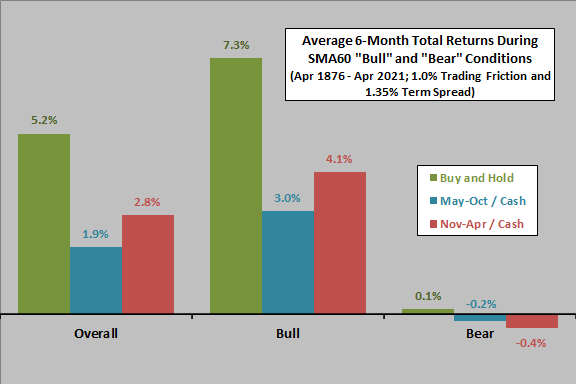 Average 6-Month Total Returns During
SMA60 "Bull" and "Bear" Conditions
(Apr 1876 - Apr 2021; 1.0% Trading Friction and
1.35% Term Spread)
7.3%
5.2%
4.1%
3.0%
2.8%
1.9%
Buy and Hold
May-Oct / Cash
Nov-Apr / Cash
0.1%
-0.2%
-0.4%
Overall
Bull
Bear